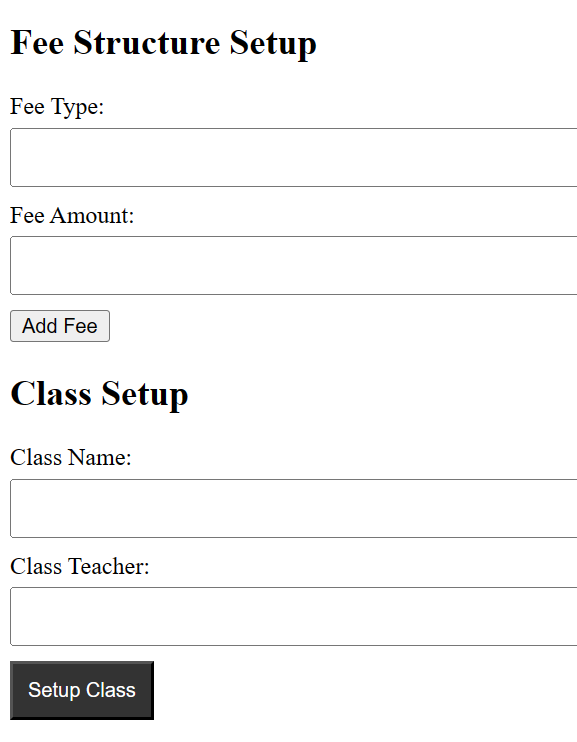 Fee Structure Setup
Fee Type:
Fee Amount:
Add Fee
Class Setup
Class Name:
Class Teacher:
Setup Class